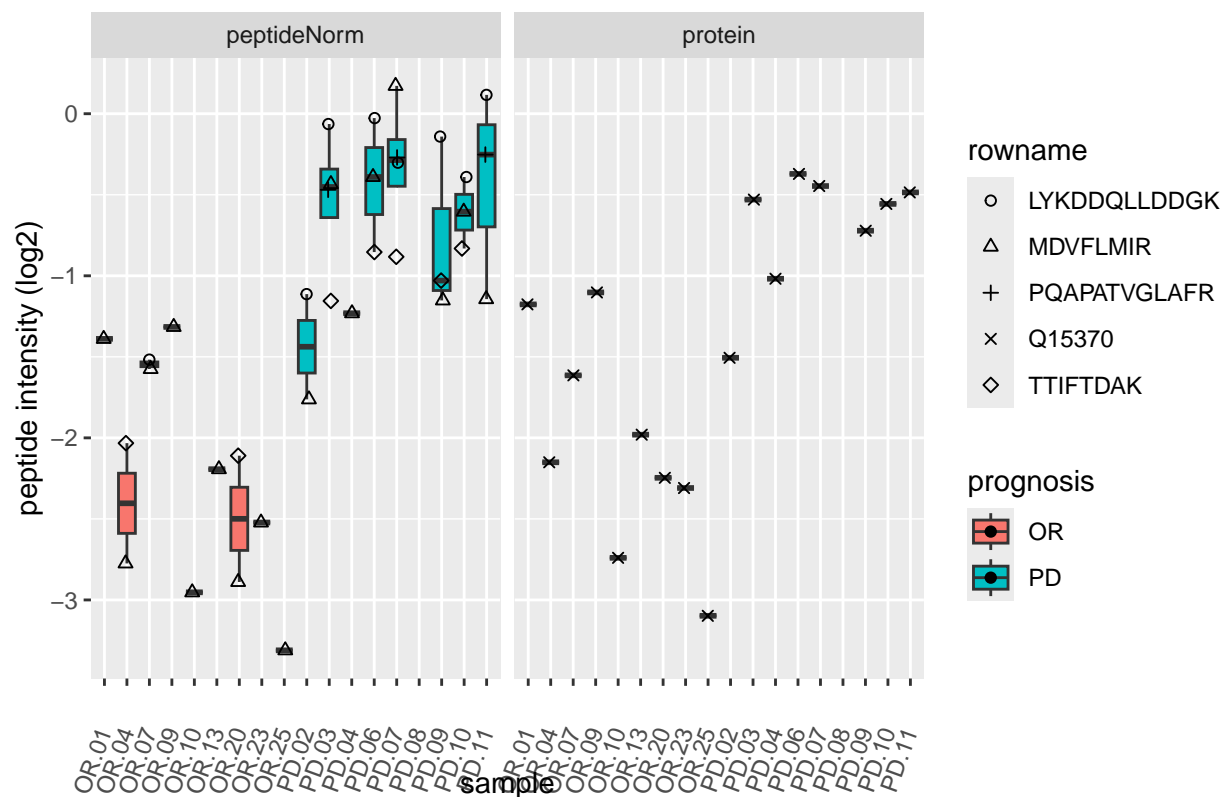 peptideNorm
protein
0
−1
−2
−3
peptide intensity (log2)
OR.01
OR.04
OR.07
OR.09
OR.10
OR.13
OR.20
OR.23
OR.25
PD.02
PD.03
PD.04
PD.06
PD.07
PD.08
PD.09
PD.10
PD.11
OR.01
OR.04
OR.07
OR.09
OR.10
OR.13
OR.20
OR.23
OR.25
PD.02
PD.03
PD.04
PD.06
PD.07
PD.08
PD.09
PD.10
PD.11
sample
rowname
LYKDDQLLDDGK
MDVFLMIR
PQAPATVGLAFR
Q15370
TTIFTDAK
prognosis
OR
PD